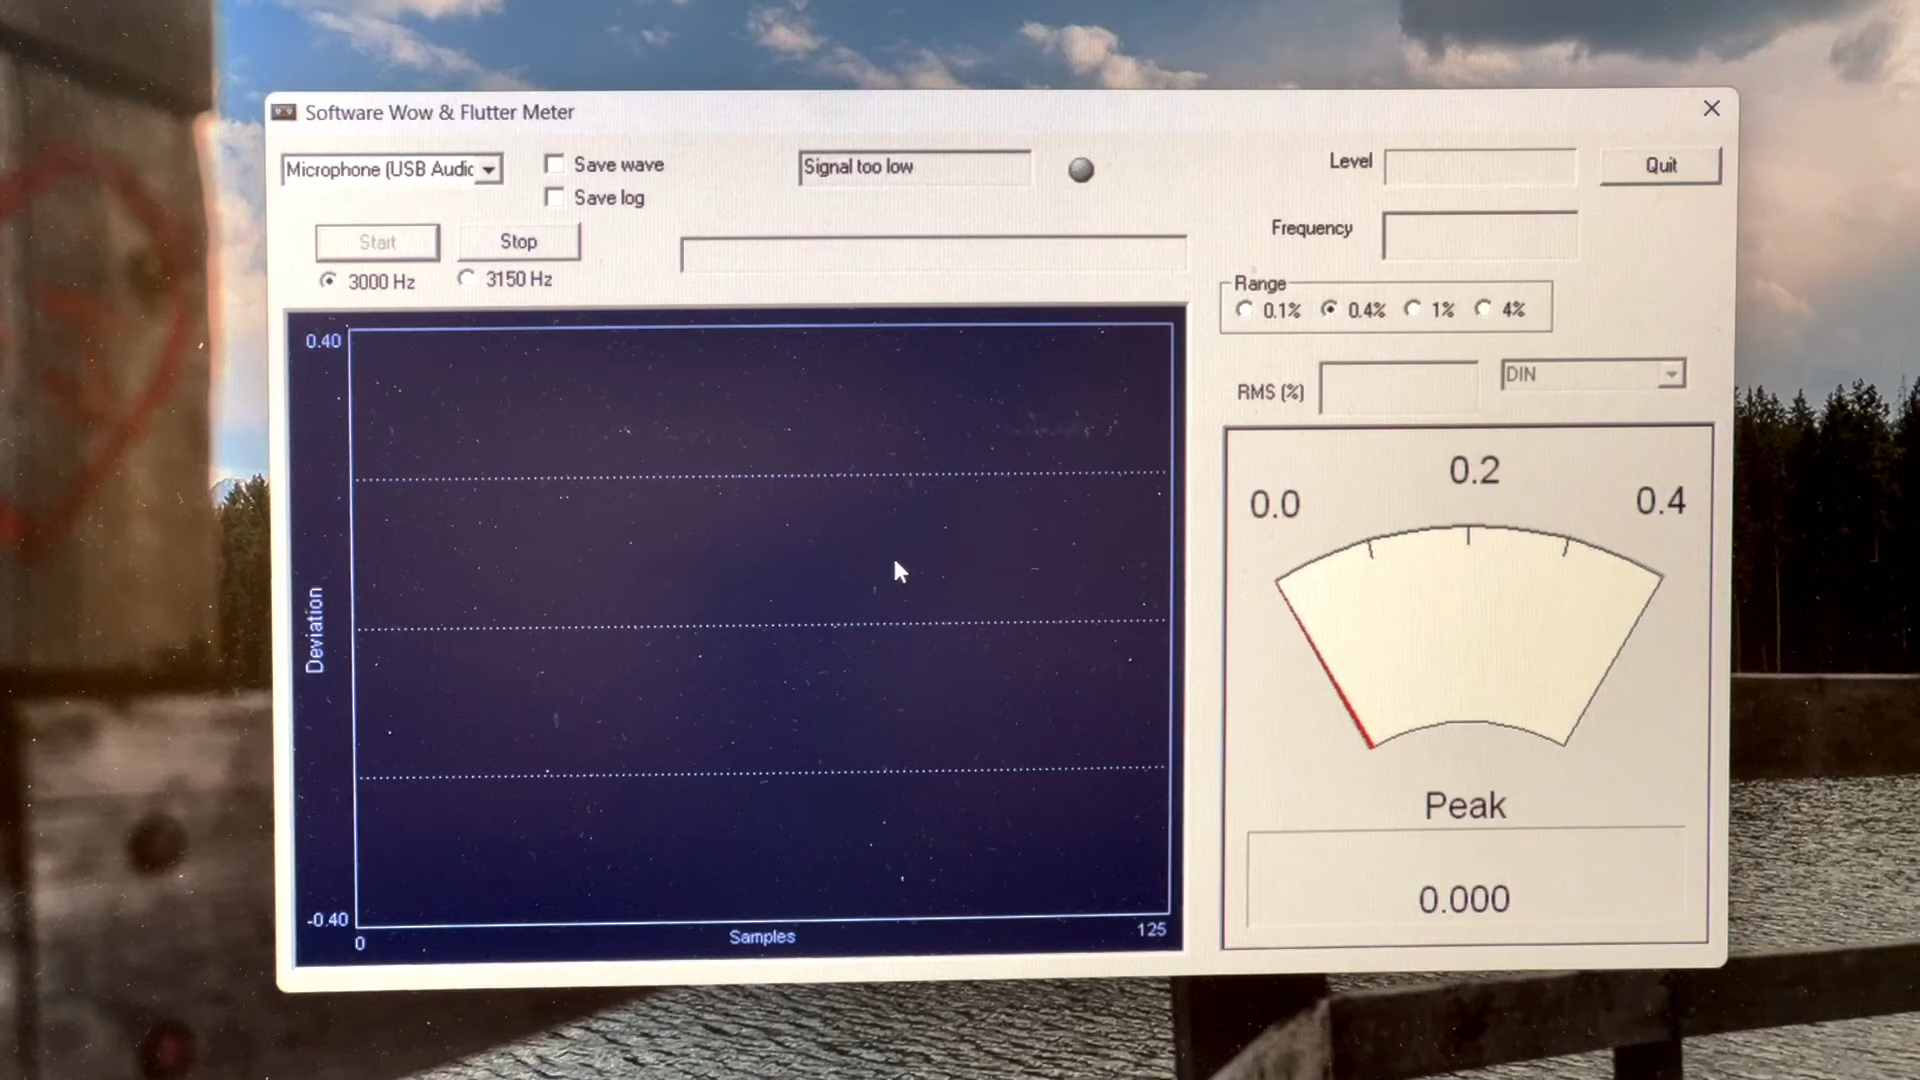 Software Wow & Flutter Meter
Microphone (USB Audic
Save wave
Save log
Signal too low
Level
Quit
Start
Stop
Frequency
3000 Hz
3150 Hz
Range
0.1%
0.4%
1%
4%
RMS (%)
DIN
0.40
Deviation
-0.40
0
Samples
125
0.0
0.2
0.4
Peak
0.000